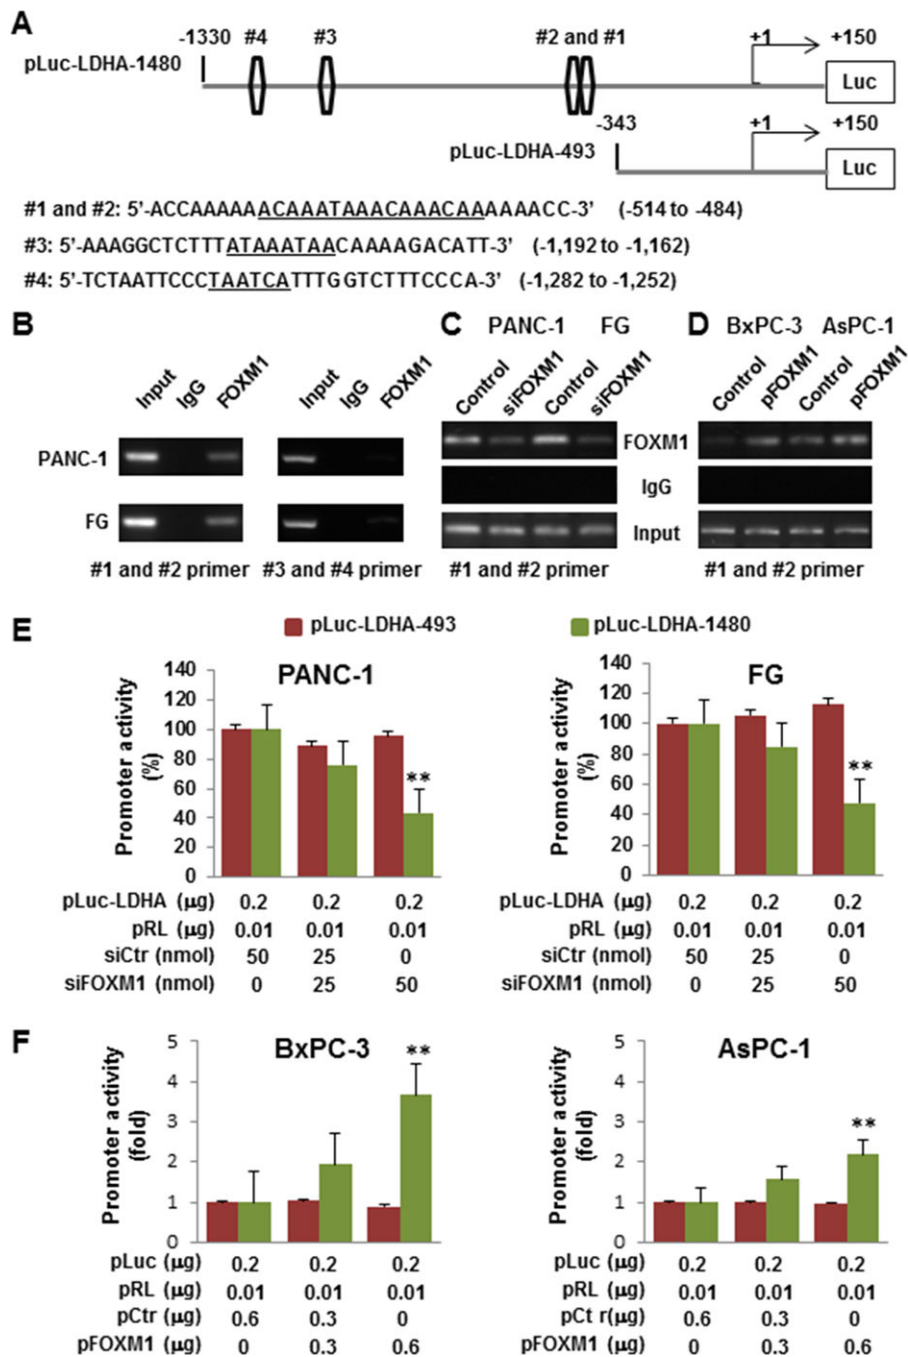 A
-1330 #4 #3 #2 and #1 +1 +150
pLuc-LDHA-1480
Luc
-343 +1 +150
pLuc-LDHA-493
Luc
#1 and #2: 5'-ACCAAAAAACAAATAAACAAACAAAAAACC-3' (-514 to -484)
#3: 5'-AAAGGCTCTTTATAAATAACAAAAGACATT-3' (-1,192 to -1,162)
#4: 5'-TCTAATTCCCTAATCATTTGGTCTTTCCCA-3' (-1,282 to -1,252)
B
Input IgG FOXM1 Input IgG FOXM1
PANC-1
FG
#1 and #2 primer #3 and #4 primer
C PANC-1 FG
Control siFOXM1 Control siFOXM1
D BxPC-3 AsPC-1
Control pFOXM1 Control pFOXM1
FOXM1
IgG
Input
#1 and #2 primer #1 and #2 primer
E
pLuc-LDHA-493 pLuc-LDHA-1480
PANC-1
Promoter activity
(%)
140
120
100
80
60
40
20
0
**
pLuc-LDHA (μg) 0.2 0.2 0.2
pRL (μg) 0.01 0.01 0.01
siCtr (nmol) 50 25 0
siFOXM1 (nmol) 0 25 50
FG
Promoter activity
(%)
140
120
100
80
60
40
20
0
**
pLuc-LDHA (μg) 0.2 0.2 0.2
pRL (μg) 0.01 0.01 0.01
siCtr (nmol) 50 25 0
siFOXM1 (nmol) 0 25 50
F
BxPC-3
Promoter activity
(fold)
5
4
3
2
1
0
**
pLuc (μg) 0.2 0.2 0.2
pRL (μg) 0.01 0.01 0.01
pCtr (μg) 0.6 0.3 0
pFOXM1 (μg) 0 0.3 0.6
AsPC-1
Promoter activity
(fold)
5
4
3
2
1
0
**
pLuc (μg) 0.2 0.2 0.2
pRL (μg) 0.01 0.01 0.01
pCt r(μg) 0.6 0.3 0
pFOXM1 (μg) 0 0.3 0.6